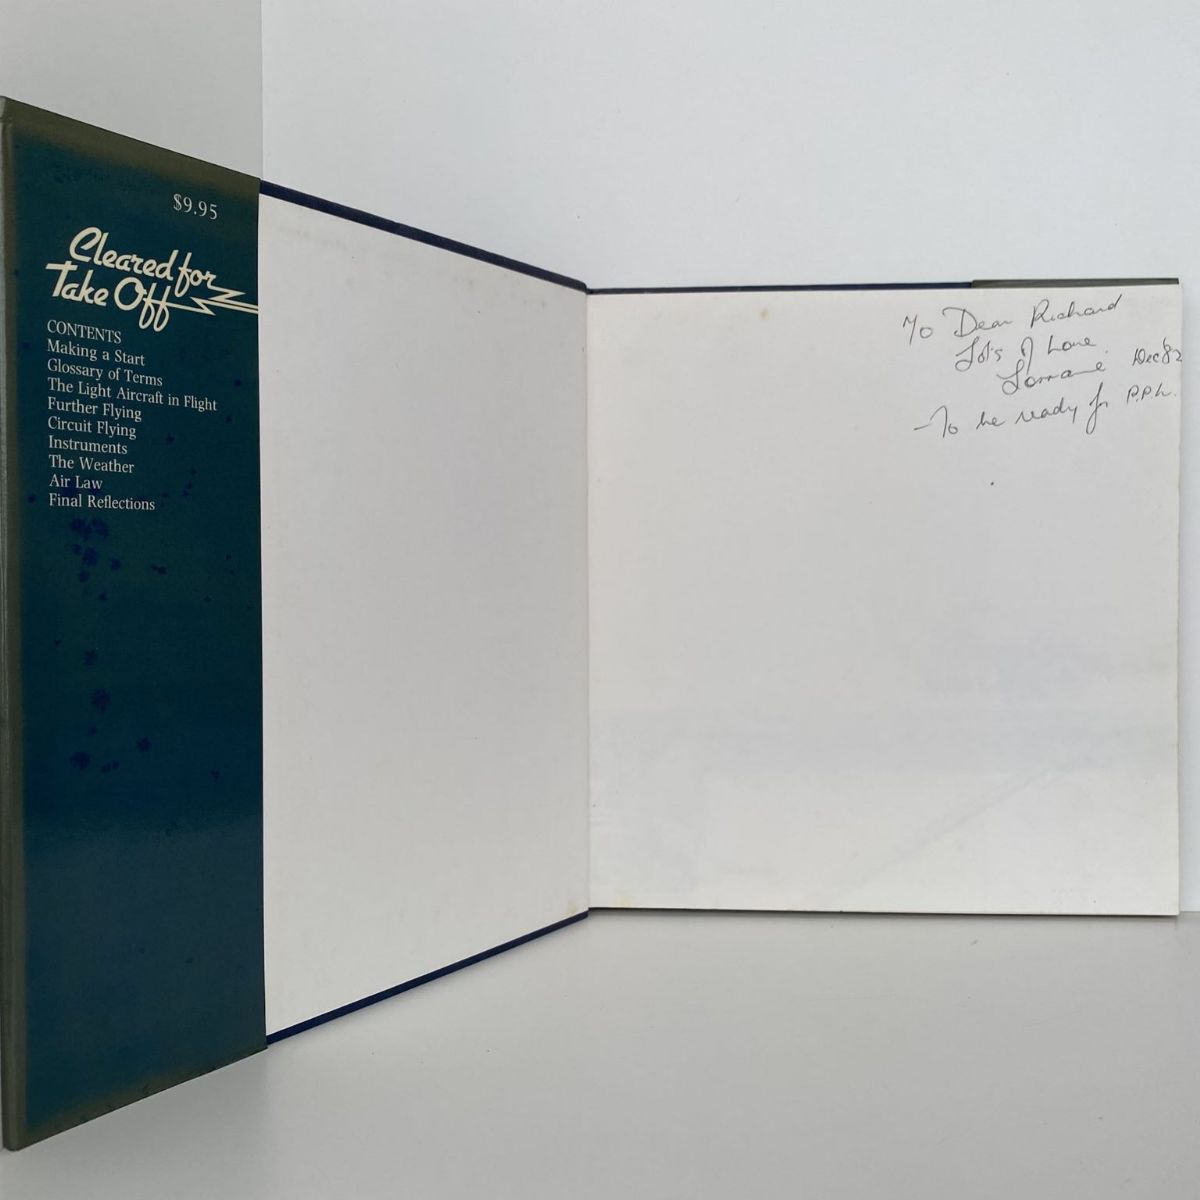 $9.95
Cleared for
Take Off
CONTENTS
Making a Start
Glossary of Terms
The Light Aircraft in Flight
Further Flying
Circuit Flying
Instruments
The Weather
Air Law
Final Reflections
To Dear Richard
Lots of Love
Lorraine Dec 82
- To be ready for P.P.L.